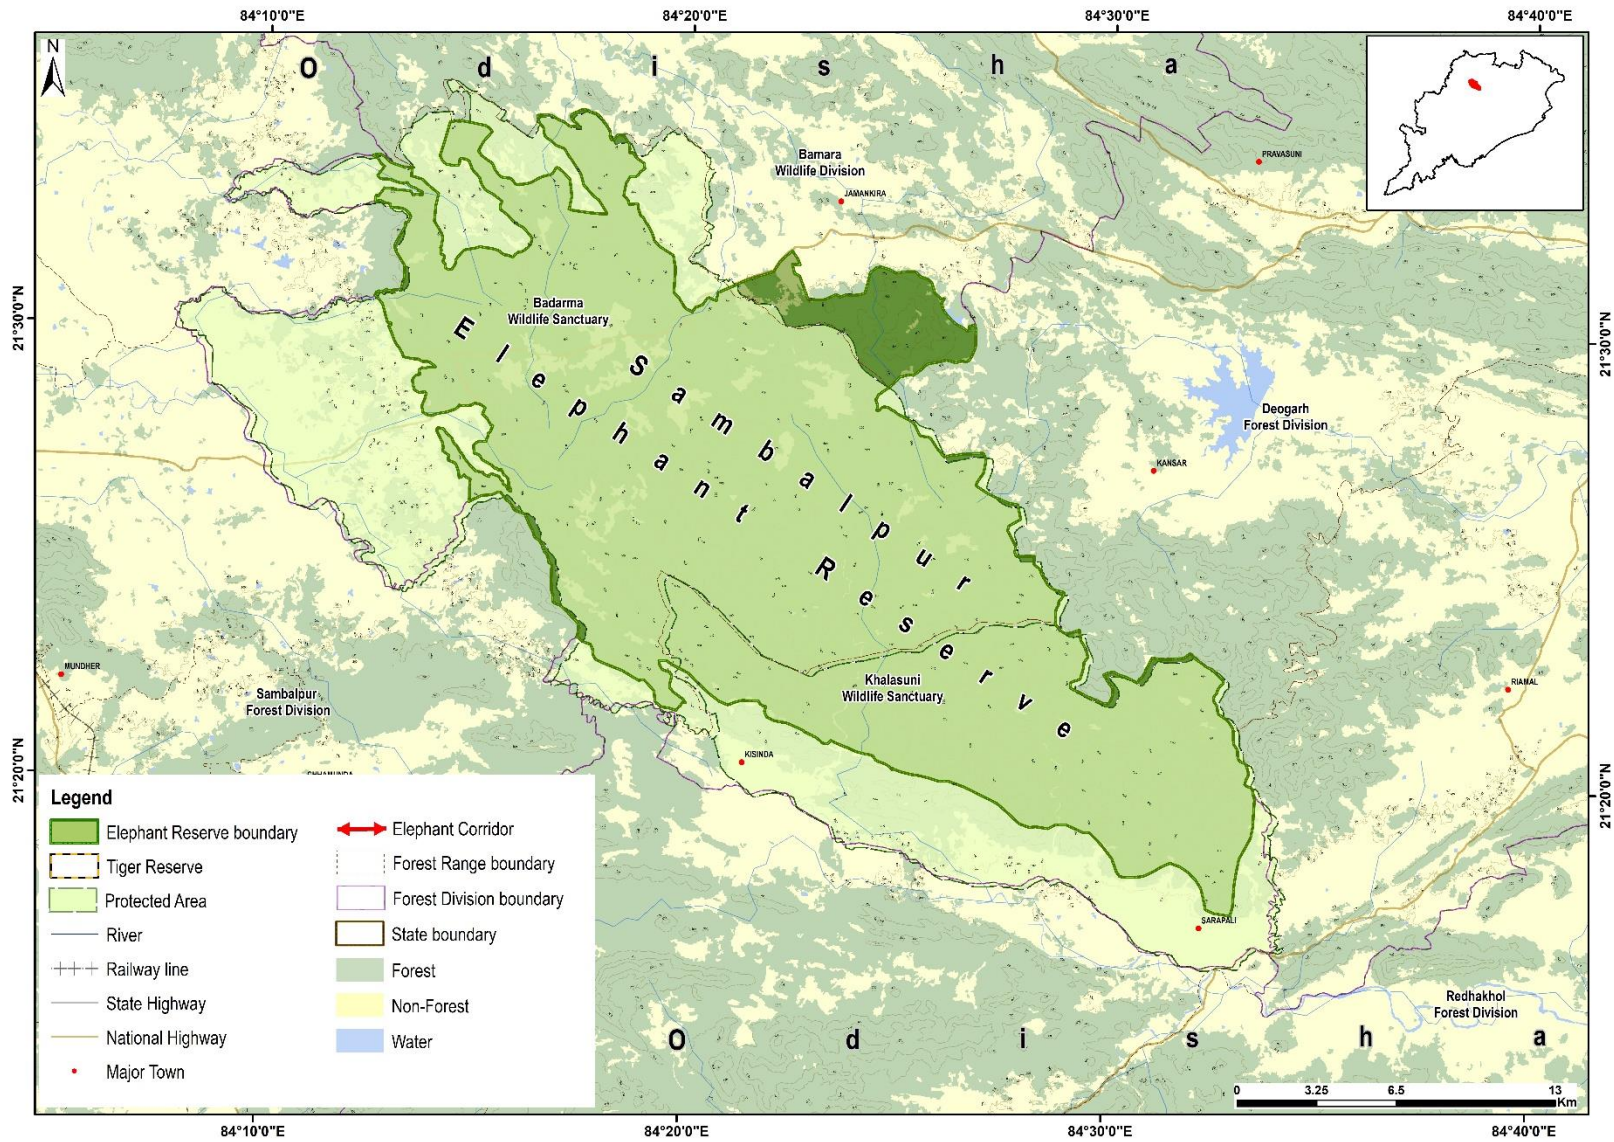 84°10'0"E
84°20'0"E
84°30'0"E
84°40'0"E
N
O d i s h a
Bamara
Wildlife Division
JAMANKIRA
PRAVASUNI
21°30'0"N
21°30'0"N
Badarma
Wildlife Sanctuary
Sambalpur
Elephant Reserve
Deogarh
Forest Division
KANSAR
MUNDHER
Sambalpur
Forest Division
Khalasuni
Wildlife Sanctuary
RIAMAL
KISINDA
21°20'0"N
21°20'0"N
SARAPALI
Redhakhol
Forest Division
O d i s h a
Legend
Elephant Reserve boundary
Tiger Reserve
Protected Area
River
Railway line
State Highway
National Highway
Major Town
Elephant Corridor
Forest Range boundary
Forest Division boundary
State boundary
Forest
Non-Forest
Water
0 3.25 6.5 13
Km
84°10'0"E
84°20'0"E
84°30'0"E
84°40'0"E